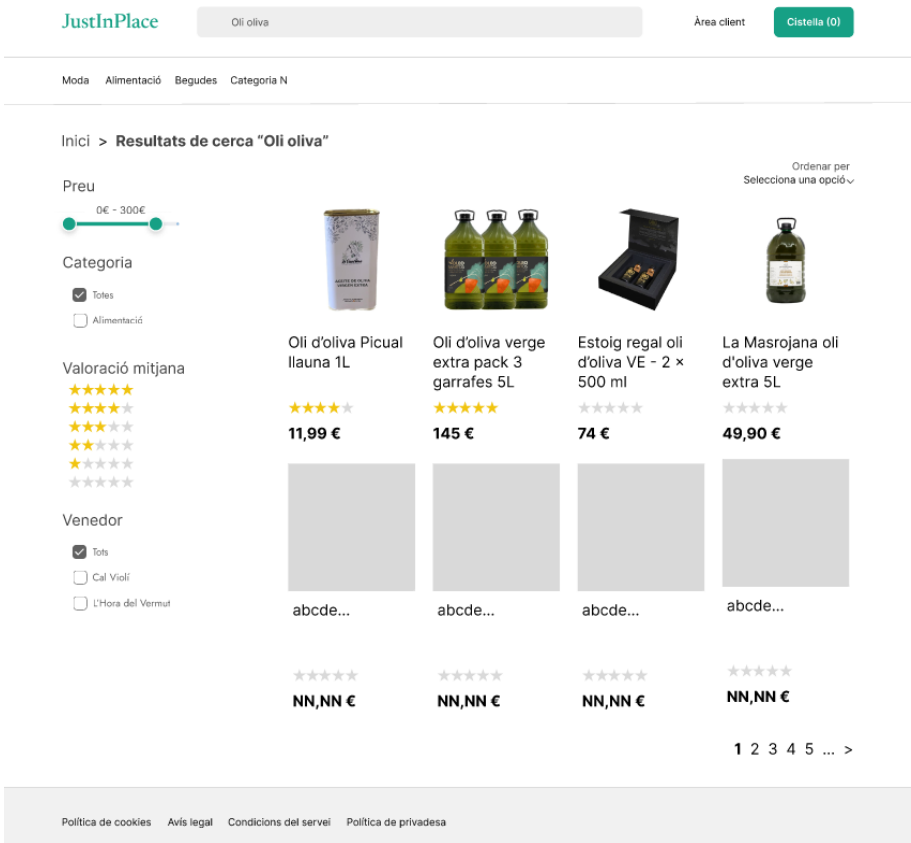 JustInPlace
Oli oliva
Àrea client
Cistella (0)
Moda Alimentació Begudes Categoria N
Inici > Resultats de cerca “Oli oliva”
Ordenar per
Selecciona una opció
Preu
0€ - 300€
Categoria
Totes
Alimentació
Valoració mitjana
Venedor
Tots
Cal Violí
L'Hora del Vermut
ACEITE DE OLIVA
VIRGEN EXTRA
Oli d’oliva Picual
llauna 1L
11,99 €
Oli d’oliva verge
extra pack 3
garrafes 5L
145 €
Estoig regal oli
d’oliva VE - 2 ×
500 ml
74 €
La Masrojana oli
d'oliva verge
extra 5L
49,90 €
abcde...
NN,NN €
abcde...
NN,NN €
abcde...
NN,NN €
abcde...
NN,NN €
1 2 3 4 5 ... >
Política de cookies Avís legal Condicions del servei Política de privadesa